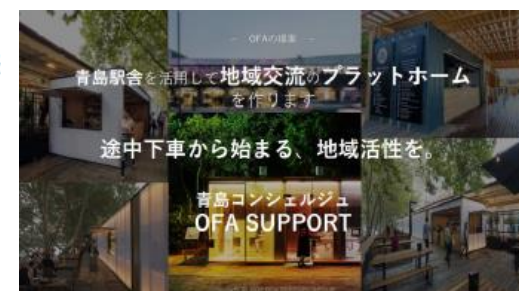 OFAの提案
青島駅舎を活用して地域交流のプラットホーム
を作ります
途中下車から始まる、地域活性を。
青島コンシェルジュ
OFA SUPPORT